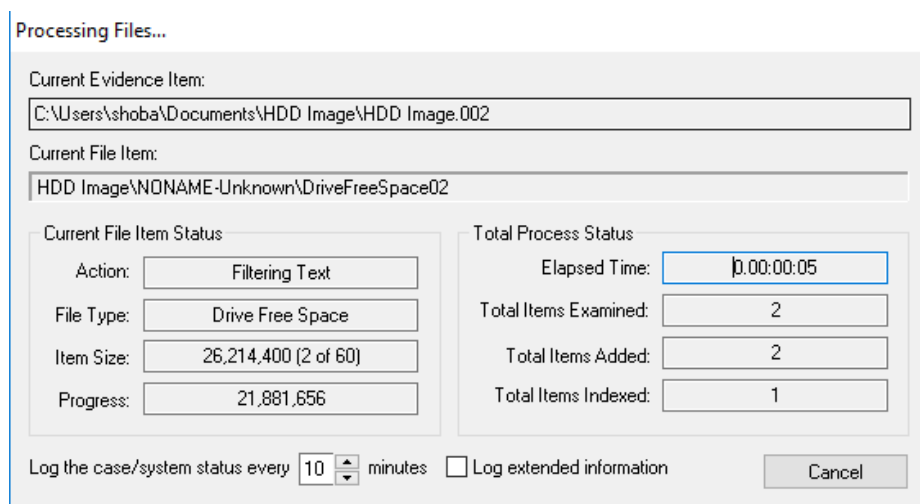 Processing Files...
Current Evidence Item:
C:\Users\shoba\Documents\HDD Image\HDD Image.002
Current File Item:
HDD Image\NONAME-Unknown\DriveFreeSpace02
Current File Item Status
Action: Filtering Text
File Type: Drive Free Space
Item Size: 26,214,400 (2 of 60)
Progress: 21,881,656
Total Process Status
Elapsed Time: 0.00:00:05
Total Items Examined: 2
Total Items Added: 2
Total Items Indexed: 1
Log the case/system status every 10 minutes Log extended information Cancel